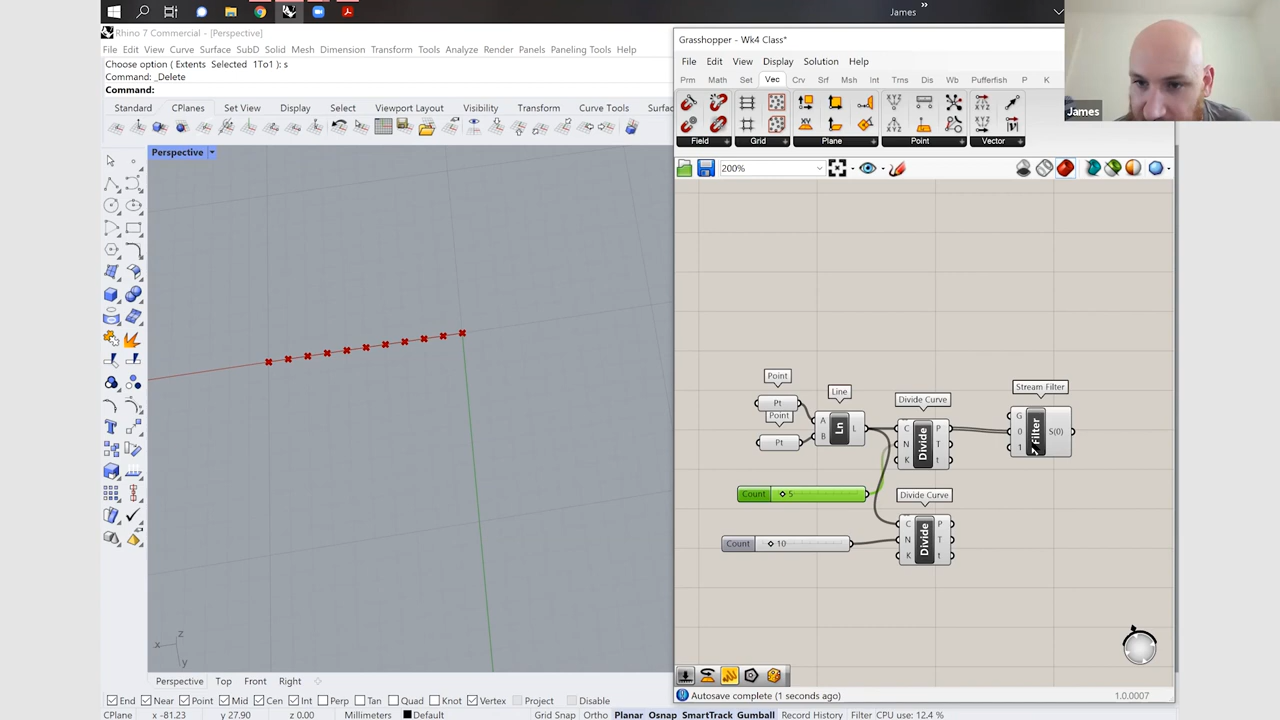 James
Rhino 7 Commercial - [Perspective]
File Edit View Curve Surface SubD Solid Mesh Dimension Transform Tools Analyze Render Panels Paneling Tools Help
Choose option ( Extents Selected 1To1 ): s
Command: _Delete
Command:
Standard CPlanes Set View Display Select Viewport Layout Visibility Transform Curve Tools Surfa
Perspective
z
x
y
Perspective Top Front Right
End Near Point Mid Cen Int Perp Tan Quad Knot Vertex Project Disable
CPlane x -81.23 y 27.90 z 0.00 Millimeters Default Grid Snap Ortho Planar Osnap SmartTrack Gumball Record History Filter CPU use: 12.4 %
Grasshopper - Wk4 Class*
File Edit View Display Solution Help
Prm Math Set Vec Crv Srf Msh Int Trns Dis Wb Pufferfish P K
Field Grid Plane Point Vector
200%
James
Point
Pt
Point
Pt
Line
A
B
Ln
L
Divide Curve
C
N
K
Divide
P
T
t
Stream Filter
G
0
1
Filter
S(0)
Count 5
Divide Curve
Count 10
C
N
K
Divide
P
T
t
Autosave complete (1 seconds ago)
1.0.0007